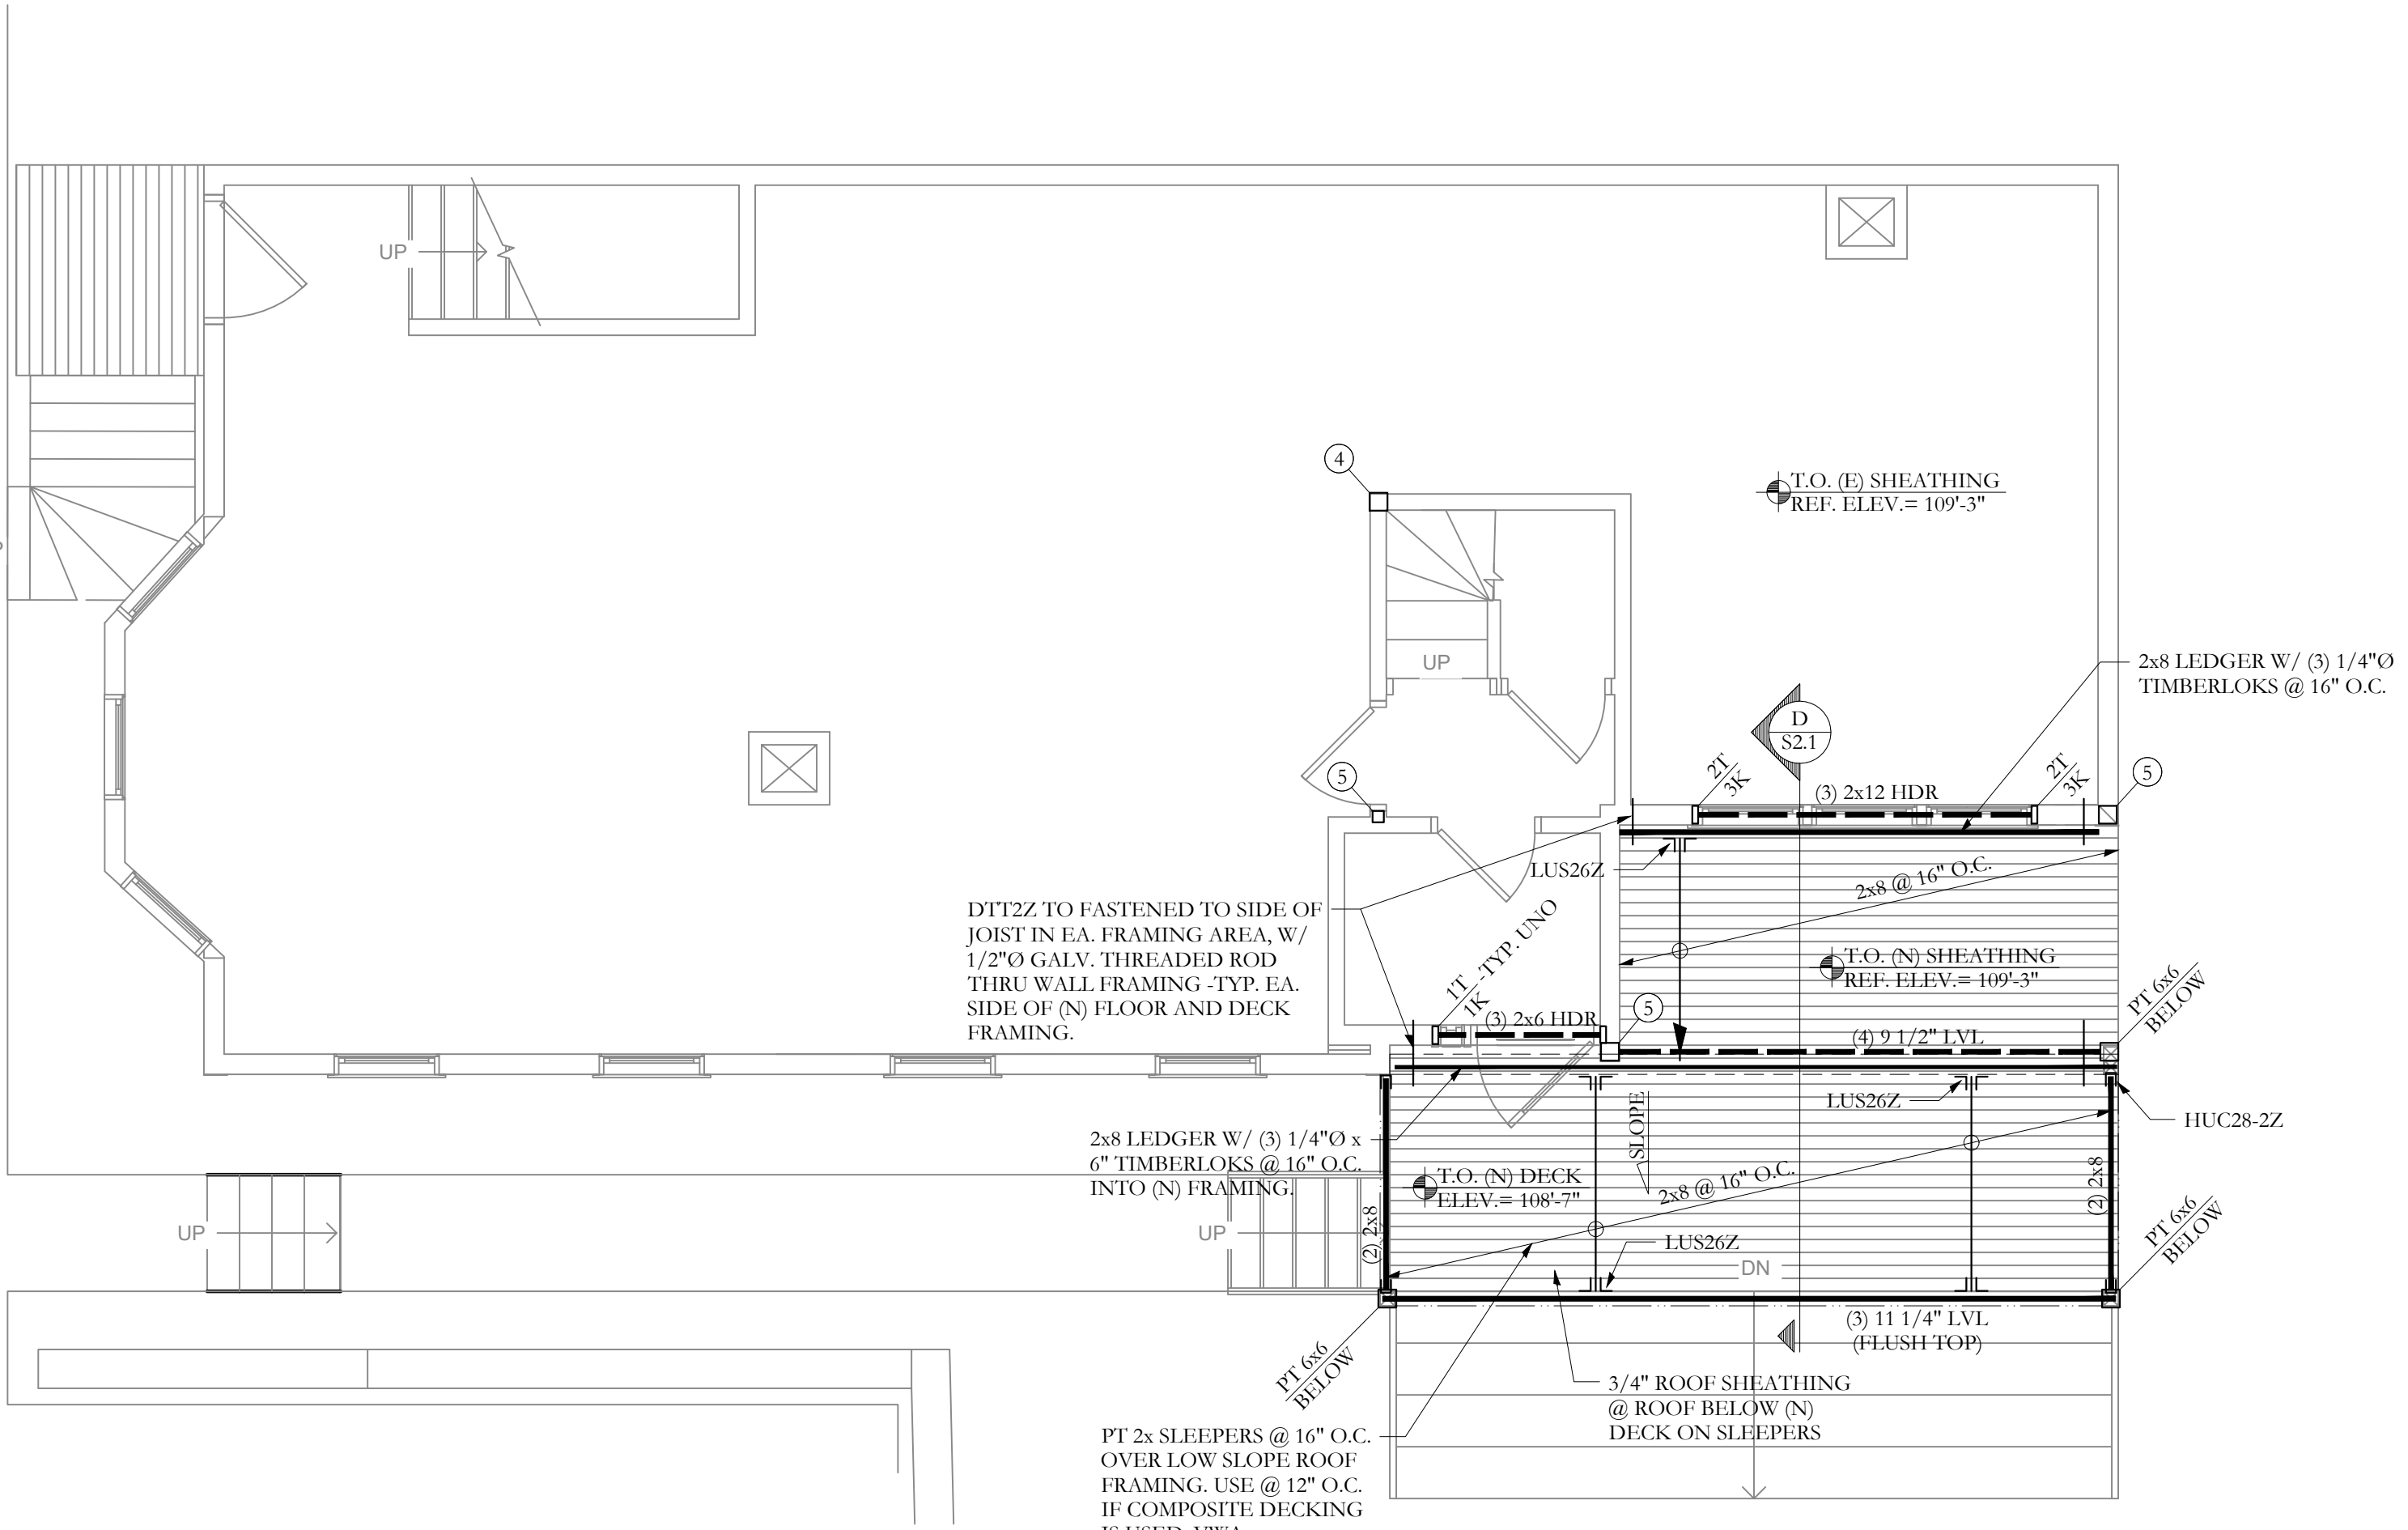 UP
4
T.O. (E) SHEATHING
REF. ELEV.= 109'-3"
UP
2x8 LEDGER W/ (3) 1/4"Ø
TIMBERLOKS @ 16" O.C.
D
S2.1
5
5
2T
3K
(3) 2x12 HDR
2T
3K
LUS26Z
2x8 @ 16" O.C.
DTT2Z TO FASTENED TO SIDE OF
JOIST IN EA. FRAMING AREA, W/
1/2"Ø GALV. THREADED ROD
THRU WALL FRAMING -TYP. EA.
SIDE OF (N) FLOOR AND DECK
FRAMING.
1T -TYP. UNO
1K
T.O. (N) SHEATHING
REF. ELEV.= 109'-3"
PT 6x6
BELOW
5
(3) 2x6 HDR
(4) 9 1/2" LVL
LUS26Z
HUC28-2Z
SLOPE
2x8 LEDGER W/ (3) 1/4"Ø x
6" TIMBERLOKS @ 16" O.C.
INTO (N) FRAMING.
T.O. (N) DECK
ELEV.= 108'-7"
2x8 @ 16" O.C.
(2) 2x8
(2) 2x8
UP
UP
LUS26Z
DN
PT 6x6
BELOW
(3) 11 1/4" LVL
(FLUSH TOP)
PT 6x6
BELOW
3/4" ROOF SHEATHING
@ ROOF BELOW (N)
DECK ON SLEEPERS
PT 2x SLEEPERS @ 16" O.C.
OVER LOW SLOPE ROOF
FRAMING. USE @ 12" O.C.
IF COMPOSITE DECKING